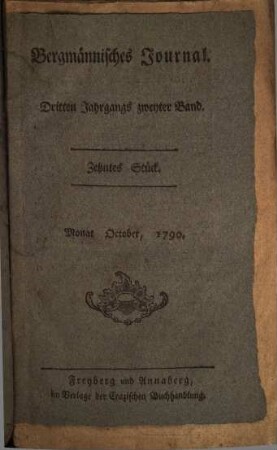 Bergmännisches Journal.
Dritten Jahrgangs zweyter Band.
Zehntes Stück.
Monat October, 1790.
Freyberg und Annaberg,
im Verlage der Crazischen Buchhandlung.